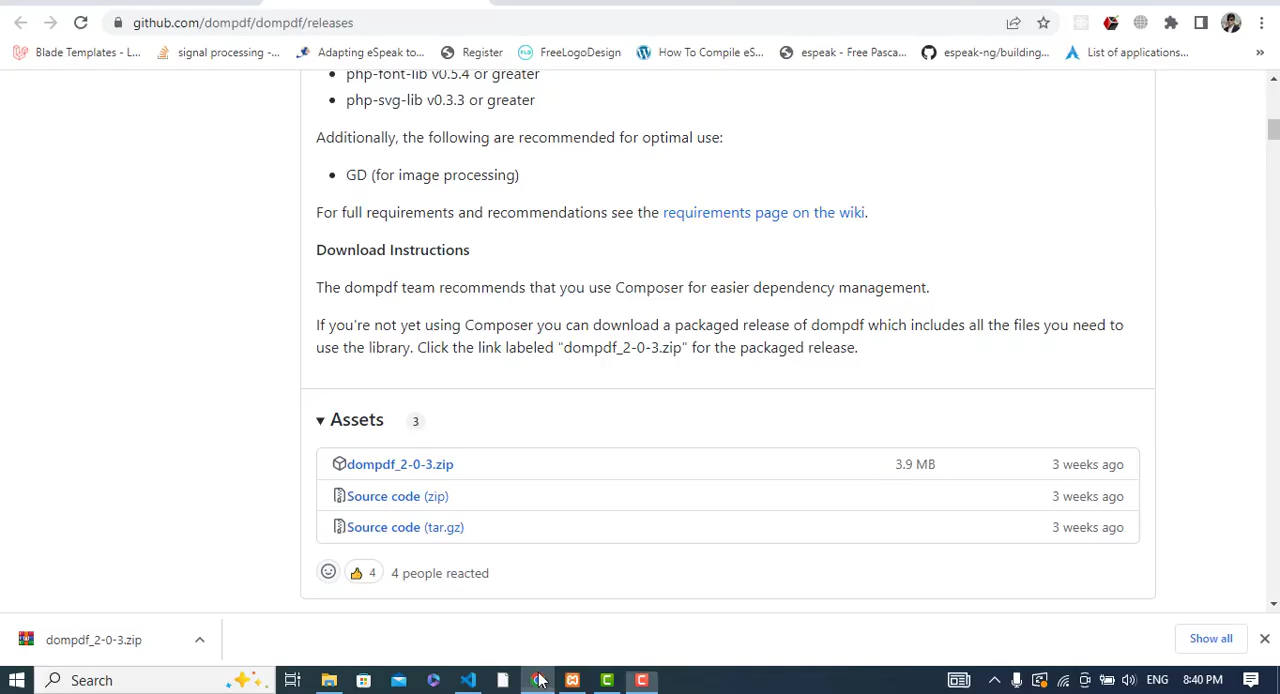 github.com/dompdf/dompdf/releases
Blade Templates - L...
signal processing -...
Adapting eSpeak to...
Register
FreeLogoDesign
How To Compile eS...
espeak - Free Pasca...
espeak-ng/building...
List of applications...
»
• php-font-lib v0.5.4 or greater
• php-svg-lib v0.3.3 or greater
Additionally, the following are recommended for optimal use:
• GD (for image processing)
For full requirements and recommendations see the requirements page on the wiki.
Download Instructions
The dompdf team recommends that you use Composer for easier dependency management.
If you're not yet using Composer you can download a packaged release of dompdf which includes all the files you need to
use the library. Click the link labeled "dompdf_2-0-3.zip" for the packaged release.
Assets 3
dompdf_2-0-3.zip 3.9 MB 3 weeks ago
Source code (zip) 3 weeks ago
Source code (tar.gz) 3 weeks ago
4 4 people reacted
dompdf_2-0-3.zip
Show all
Search
ENG 8:40 PM